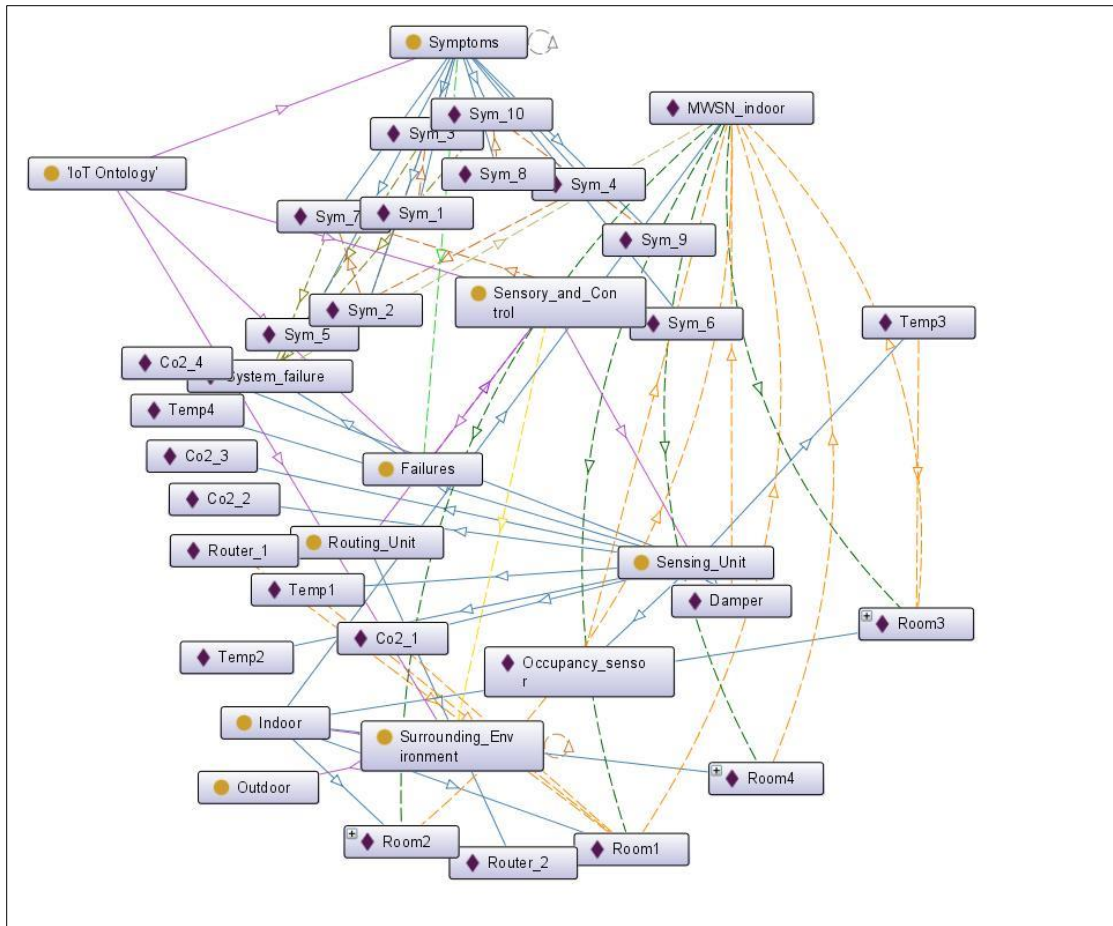 Symptoms
Sym_10
MWSN_indoor
Sym_3
'IoT Ontology'
Sym_8
Sym_4
Sym_7
Sym_1
Sym_9
Sensory_and_Con
trol
Sym_2
Sym_6
Temp3
Sym_5
Co2_4
System_failure
Temp4
Co2_3
Failures
Co2_2
Router_1
Routing_Unit
Sensing_Unit
Temp1
Damper
Room3
Co2_1
Temp2
Occupancy_senso
r
Indoor
Surrounding_Env
ironment
Outdoor
Room4
Room2
Router_2
Room1